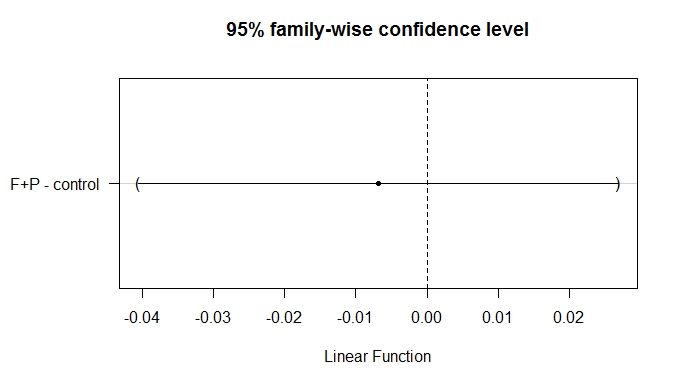 95% family-wise confidence level
F+P - control
-0.04 -0.03 -0.02 -0.01 0.00 0.01 0.02
Linear Function